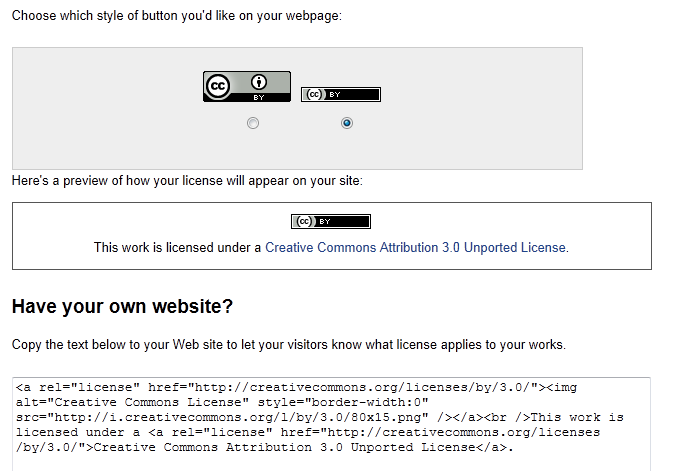 Choose which style of button you'd like on your webpage:
cc BY
(cc) BY
Here's a preview of how your license will appear on your site:
(cc) BY
This work is licensed under a Creative Commons Attribution 3.0 Unported License.
Have your own website?
Copy the text below to your Web site to let your visitors know what license applies to your works.
<a rel="license" href="http://creativecommons.org/licenses/by/3.0/"><img
alt="Creative Commons License" style="border-width:0"
src="http://i.creativecommons.org/l/by/3.0/80x15.png" /></a><br />This work is
licensed under a <a rel="license" href="http://creativecommons.org/licenses
/by/3.0/">Creative Commons Attribution 3.0 Unported License</a>.